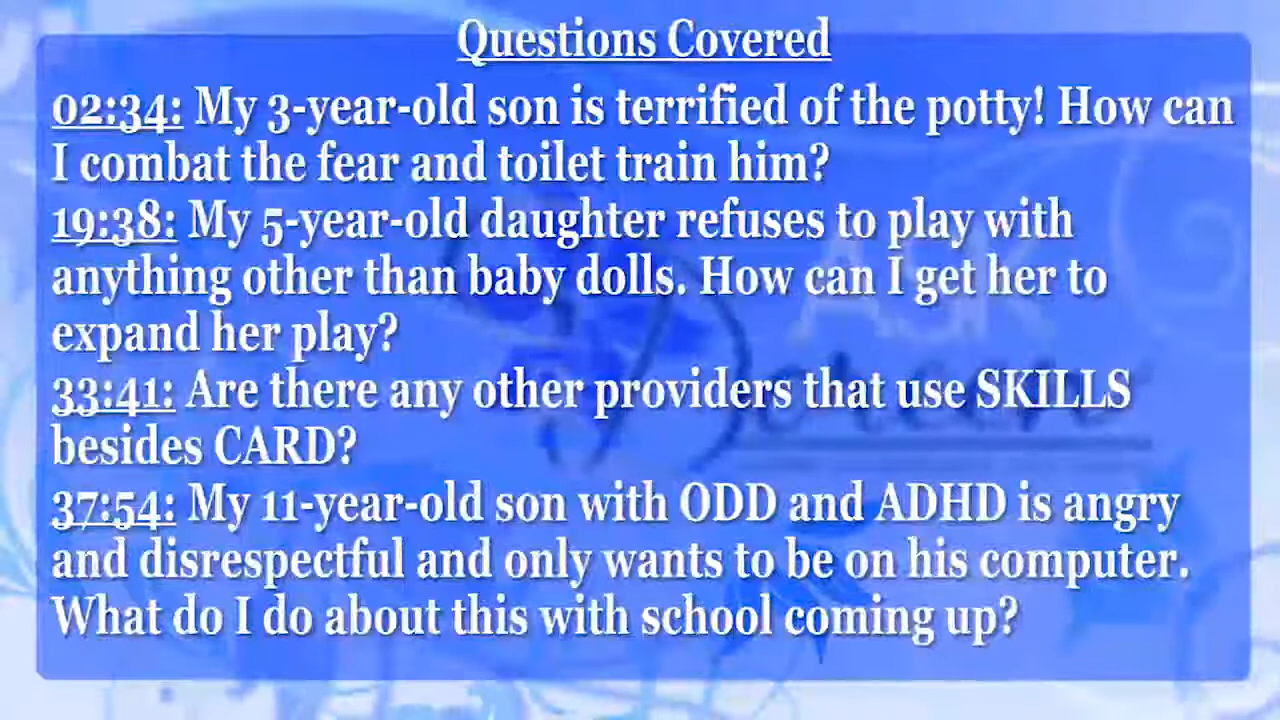 Questions Covered
02:34: My 3-year-old son is terrified of the potty! How can
I combat the fear and toilet train him?
19:38: My 5-year-old daughter refuses to play with
anything other than baby dolls. How can I get her to
expand her play?
33:41: Are there any other providers that use SKILLS
besides CARD?
37:54: My 11-year-old son with ODD and ADHD is angry
and disrespectful and only wants to be on his computer.
What do I do about this with school coming up?
ASK
Doreen